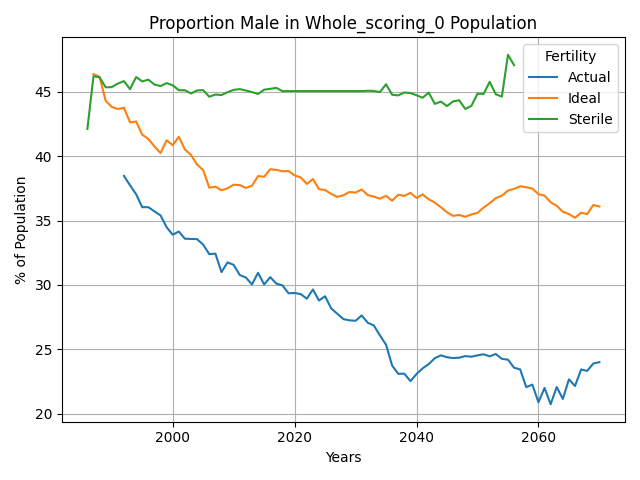 Proportion Male in Whole_scoring_0 Population
Fertility
Actual
Ideal
Sterile
45
40
35
30
25
20
% of Population
2000
2020
2040
2060
Years